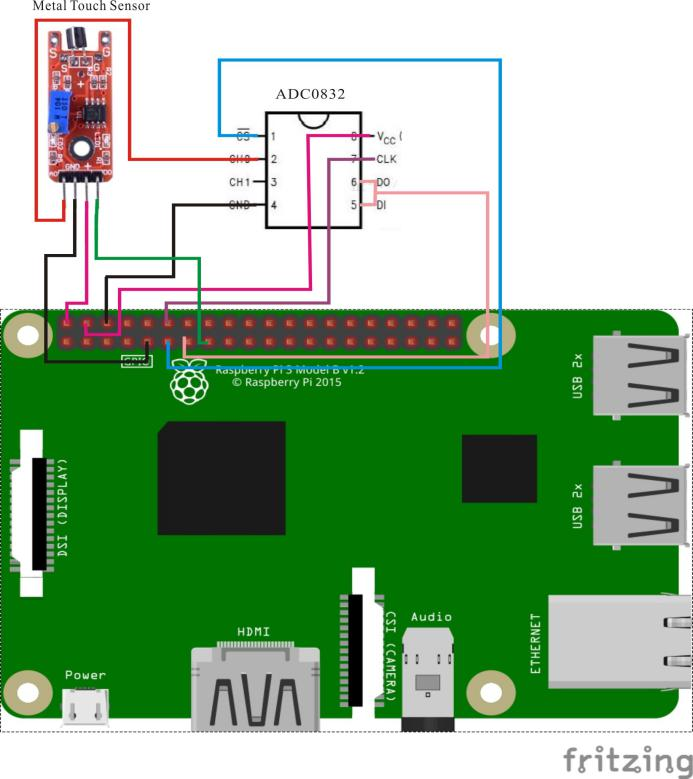 Metal Touch Sensor
ADC0832
CS
1
8
VCC (
CH0
2
7
CLK
CH1
3
6
DO
GND
4
5
DI
S
G
S
G
+
GND
+
GPIO
Raspberry Pi 3 Model B v1.2
© Raspberry Pi 2015
USB 2x
USB 2x
DSI (DISPLAY)
CSI (CAMERA)
HDMI
Audio
ETHERNET
Power
fritzing